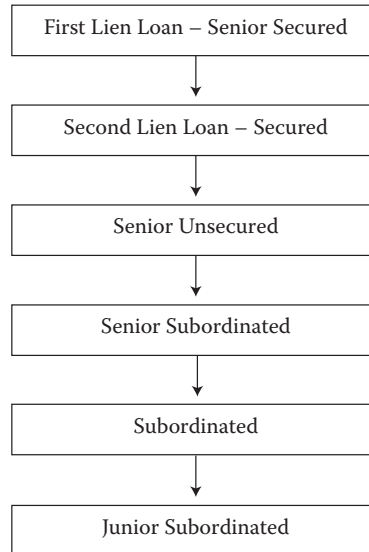 First Lien Loan – Senior Secured
Second Lien Loan – Secured
Senior Unsecured
Senior Subordinated
Subordinated
Junior Subordinated